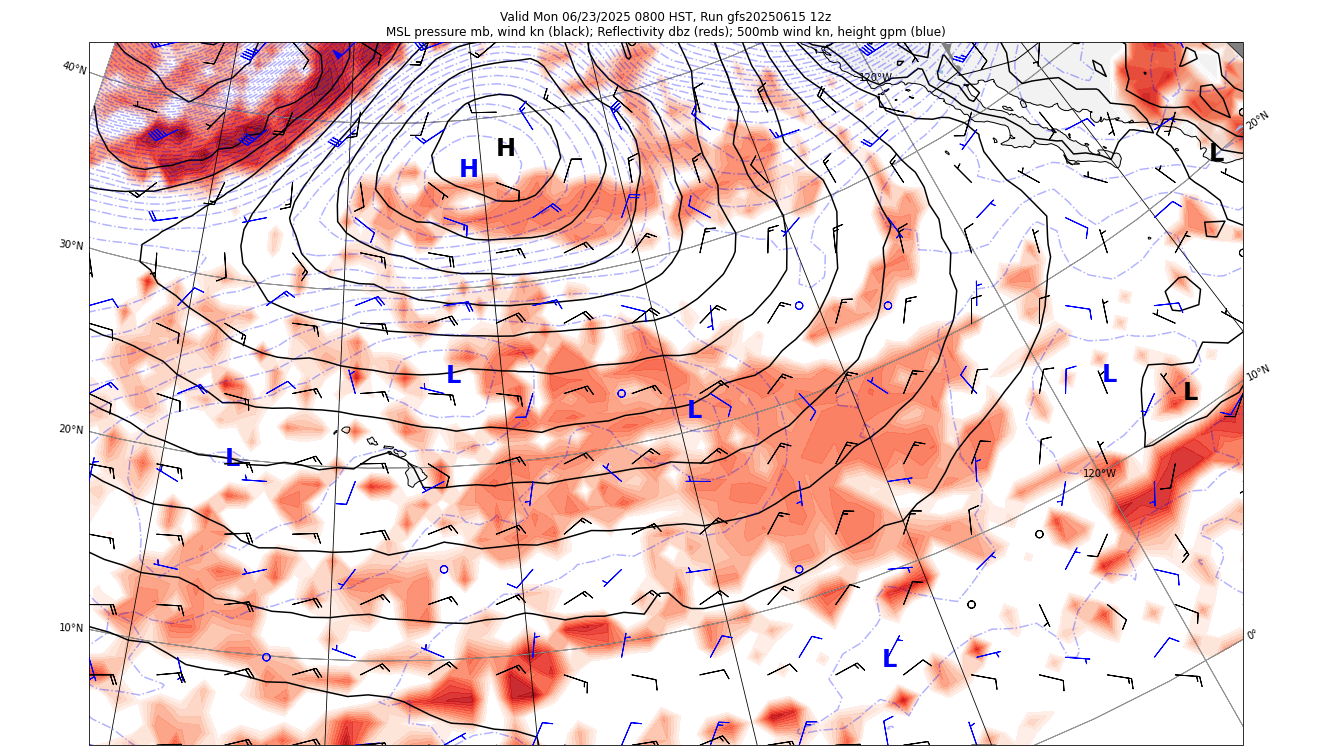 Valid Mon 06/23/2025 0800 HST, Run gfs20250615 12z
MSL pressure mb, wind kn (black); Reflectivity dbz (reds); 500mb wind kn, height gpm (blue)
40°N
120°W
20°N
H
L
H
30°N
L
L
10°N
L
L
20°N
L
120°W
10°N
0°
L